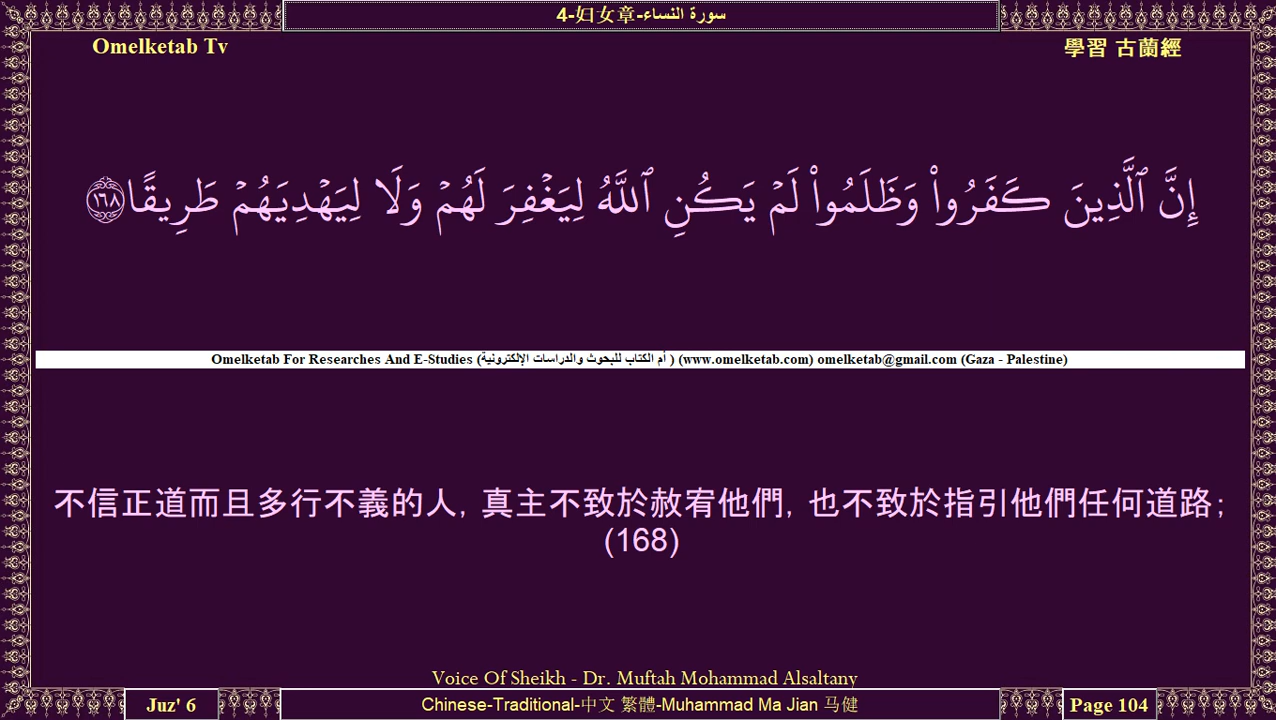 4-妇女章-سورة النساء
Omelketab Tv
學習 古蘭經
إِنَّ ٱلَّذِينَ كَفَرُوا۟ وَظَلَمُوا۟ لَمْ يَكُنِ ٱللَّهُ لِيَغْفِرَ لَهُمْ وَلَا لِيَهْدِيَهُمْ طَرِيقًا ١٦٨
Omelketab For Researches And E-Studies (أم الكتاب للبحوث والدراسات الإلكترونية ) (www.omelketab.com) omelketab@gmail.com (Gaza - Palestine)
不信正道而且多行不義的人, 真主不致於赦宥他們, 也不致於指引他們任何道路;
(168)
Voice Of Sheikh - Dr. Muftah Mohammad Alsaltany
Juz' 6
Chinese-Traditional-中文 繁體-Muhammad Ma Jian 马健
Page 104